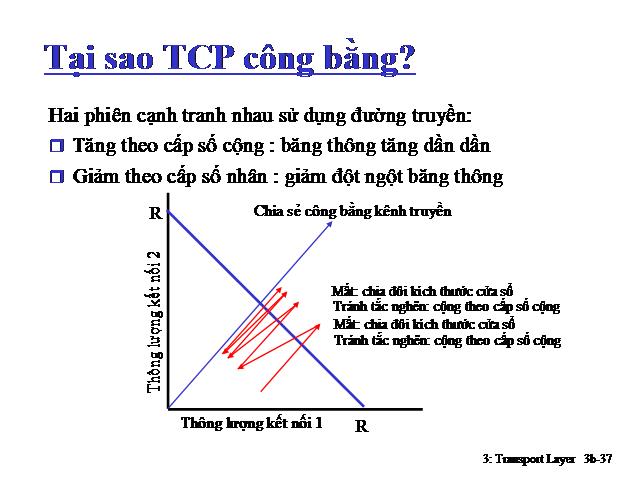 Tại sao TCP công bằng?
Hai phiên cạnh tranh nhau sử dụng đường truyền:
Tăng theo cấp số cộng : băng thông tăng dần dần
Giảm theo cấp số nhân : giảm đột ngột băng thông
R
Chia sẻ công bằng kênh truyền
Thông lượng kết nối 2
Mất: chia đôi kích thước cửa sổ
Tránh tắc nghẽn: cộng theo cấp số cộng
Mất: chia đôi kích thước cửa sổ
Tránh tắc nghẽn: cộng theo cấp số cộng
Thông lượng kết nối 1
R
3: Transport Layer 3b-37